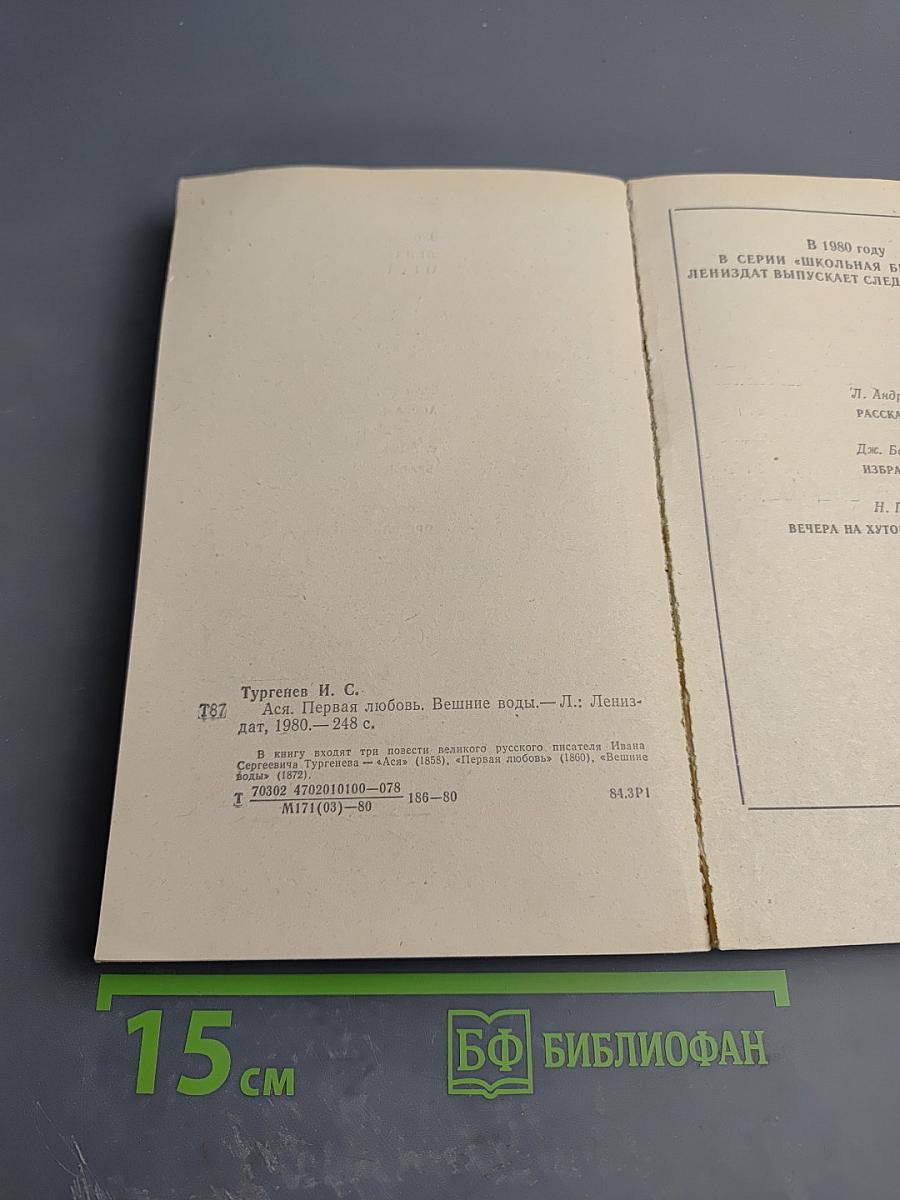 Тургенев И. С.
Т87 Ася. Первая любовь. Вешние воды.— Л.: Лениз-
дат, 1980.— 248 с.
В книгу входят три повести великого русского писателя Ивана
Сергеевича Тургенева — «Ася» (1858), «Первая любовь» (1860), «Вешние
воды» (1872).
Т 70302 4702010100—078 186—80 84.3Р1
М171(03)—80
В 1980 году
В СЕРИИ «ШКОЛЬНАЯ Б
ЛЕНИЗДАТ ВЫПУСКАЕТ СЛЕД
Л. Андр
РАССКА
Дж. Б
ИЗБРА
Н. Г
ВЕЧЕРА НА ХУТО
15 см
БФ БИБЛИОФАН